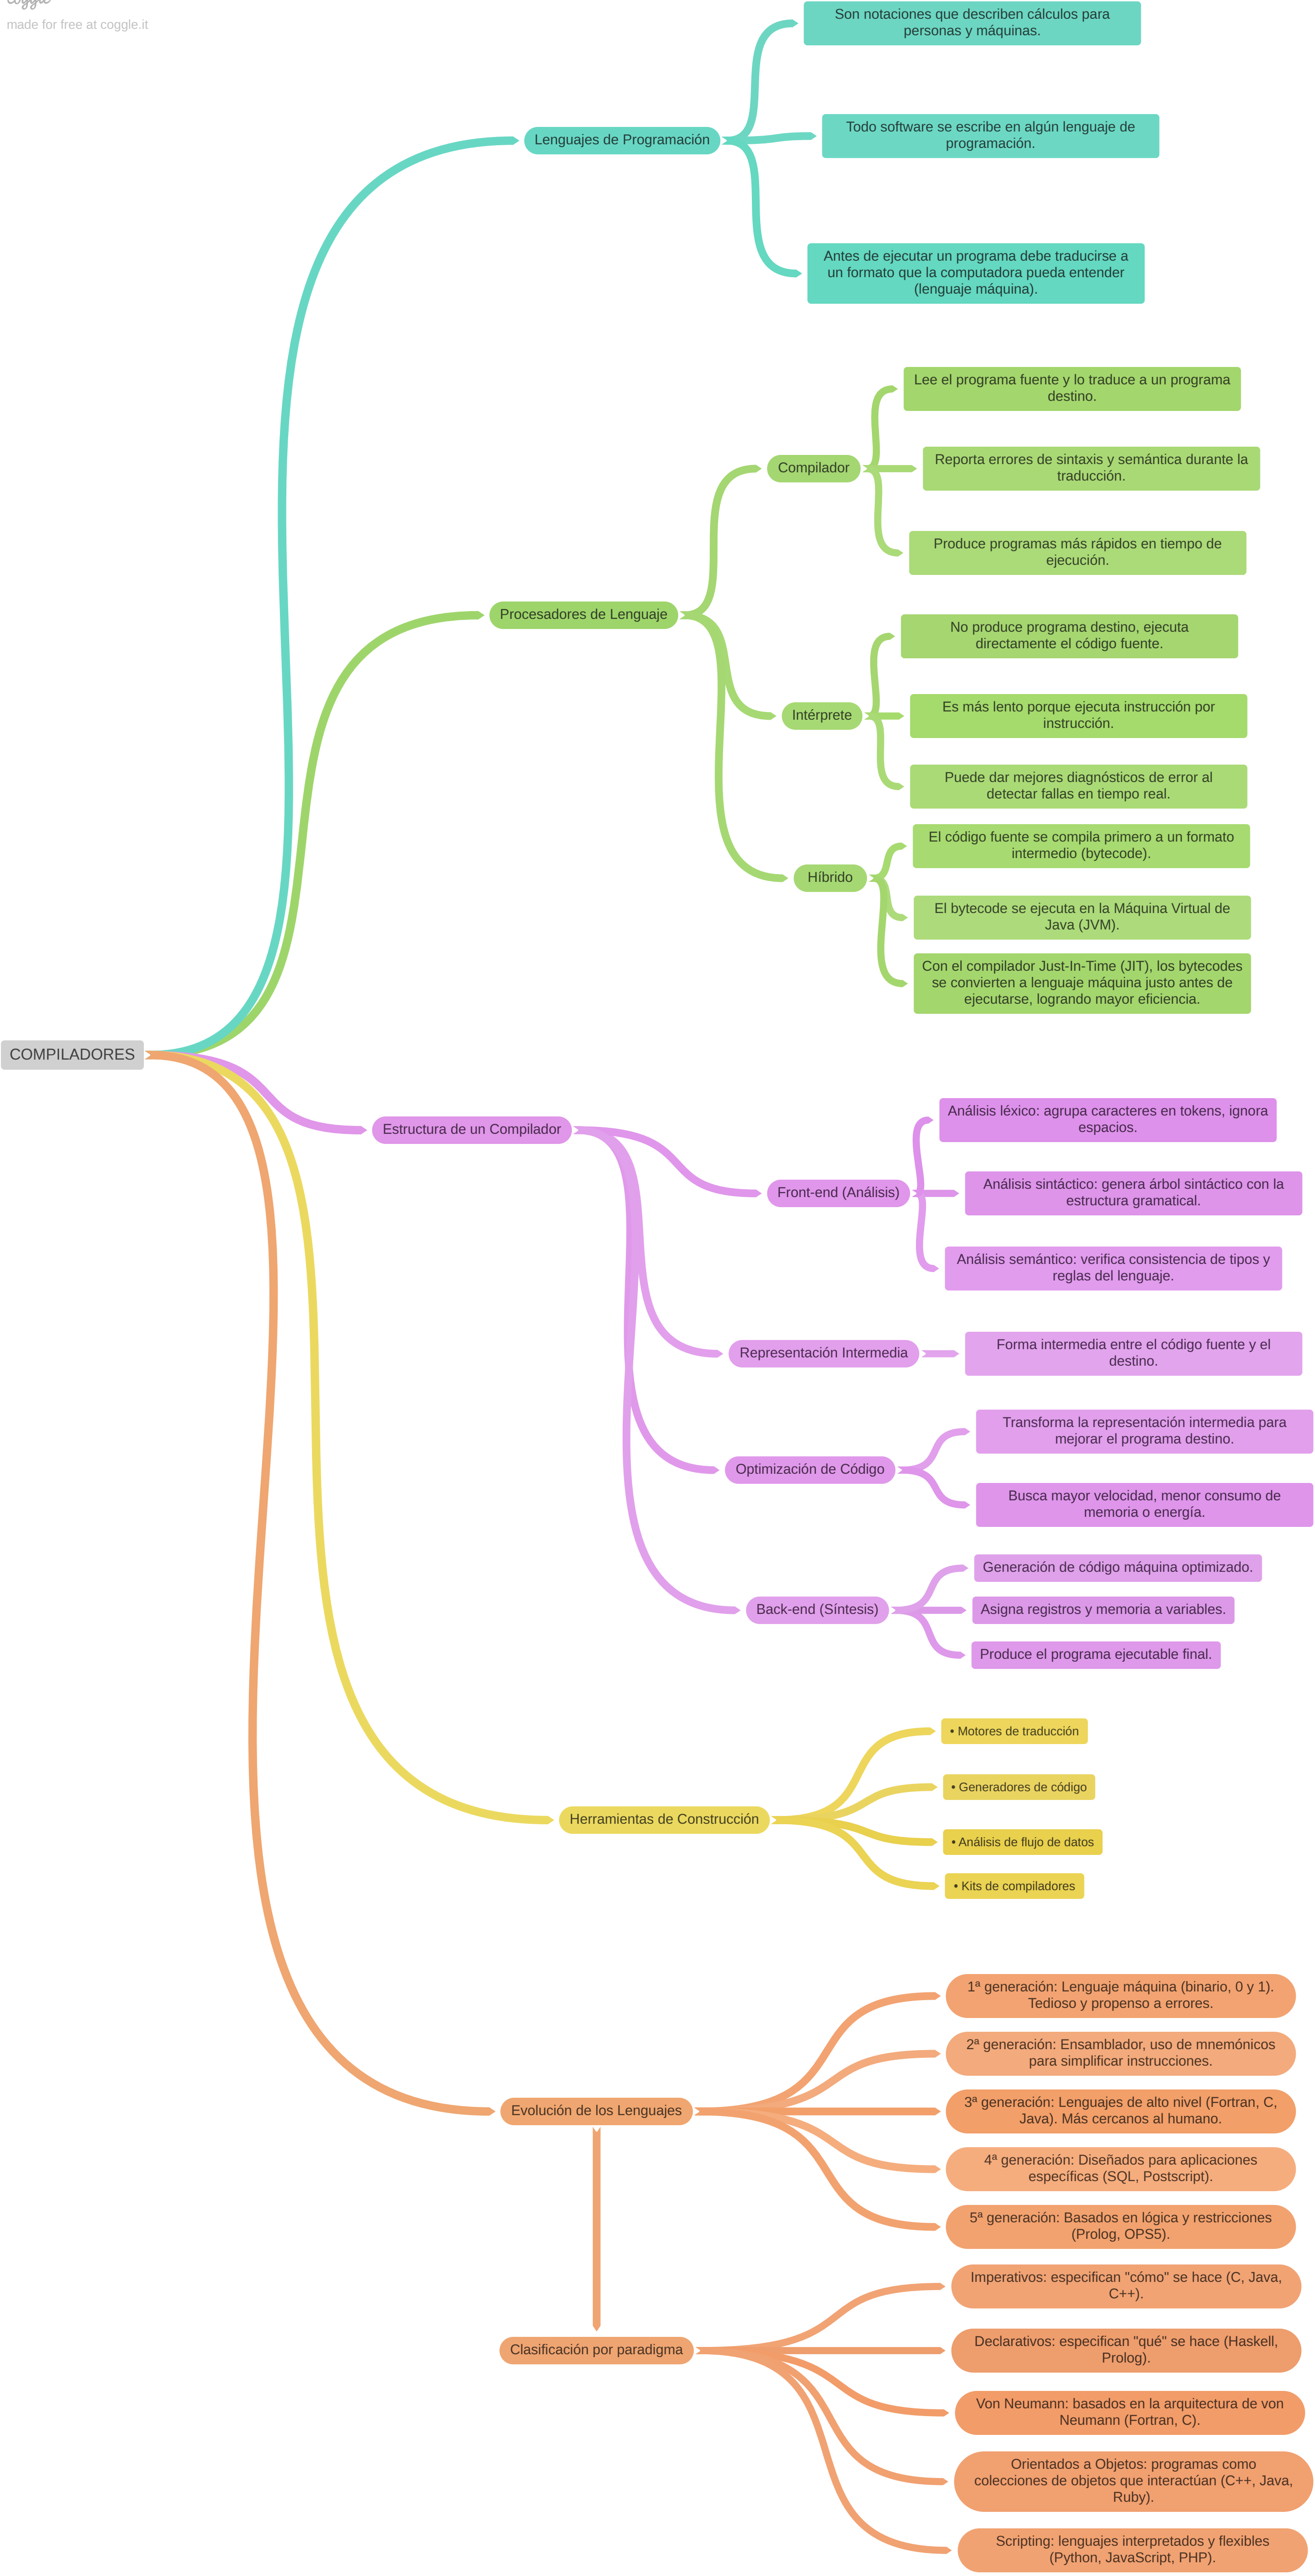 coggle
made for free at coggle.it
COMPILADORES
Lenguajes de Programación
Son notaciones que describen cálculos para
personas y máquinas.
Todo software se escribe en algún lenguaje de
programación.
Antes de ejecutar un programa debe traducirse a
un formato que la computadora pueda entender
(lenguaje máquina).
Procesadores de Lenguaje
Compilador
Lee el programa fuente y lo traduce a un programa
destino.
Reporta errores de sintaxis y semántica durante la
traducción.
Produce programas más rápidos en tiempo de
ejecución.
Intérprete
No produce programa destino, ejecuta
directamente el código fuente.
Es más lento porque ejecuta instrucción por
instrucción.
Puede dar mejores diagnósticos de error al
detectar fallas en tiempo real.
Híbrido
El código fuente se compila primero a un formato
intermedio (bytecode).
El bytecode se ejecuta en la Máquina Virtual de
Java (JVM).
Con el compilador Just-In-Time (JIT), los bytecodes
se convierten a lenguaje máquina justo antes de
ejecutarse, logrando mayor eficiencia.
Estructura de un Compilador
Front-end (Análisis)
Análisis léxico: agrupa caracteres en tokens, ignora
espacios.
Análisis sintáctico: genera árbol sintáctico con la
estructura gramatical.
Análisis semántico: verifica consistencia de tipos y
reglas del lenguaje.
Representación Intermedia
Forma intermedia entre el código fuente y el
destino.
Optimización de Código
Transforma la representación intermedia para
mejorar el programa destino.
Busca mayor velocidad, menor consumo de
memoria o energía.
Back-end (Síntesis)
Generación de código máquina optimizado.
Asigna registros y memoria a variables.
Produce el programa ejecutable final.
Herramientas de Construcción
• Motores de traducción
• Generadores de código
• Análisis de flujo de datos
• Kits de compiladores
Evolución de los Lenguajes
1ª generación: Lenguaje máquina (binario, 0 y 1).
Tedioso y propenso a errores.
2ª generación: Ensamblador, uso de mnemónicos
para simplificar instrucciones.
3ª generación: Lenguajes de alto nivel (Fortran, C,
Java). Más cercanos al humano.
4ª generación: Diseñados para aplicaciones
específicas (SQL, Postscript).
5ª generación: Basados en lógica y restricciones
(Prolog, OPS5).
Clasificación por paradigma
Imperativos: especifican "cómo" se hace (C, Java,
C++).
Declarativos: especifican "qué" se hace (Haskell,
Prolog).
Von Neumann: basados en la arquitectura de von
Neumann (Fortran, C).
Orientados a Objetos: programas como
colecciones de objetos que interactúan (C++, Java,
Ruby).
Scripting: lenguajes interpretados y flexibles
(Python, JavaScript, PHP).